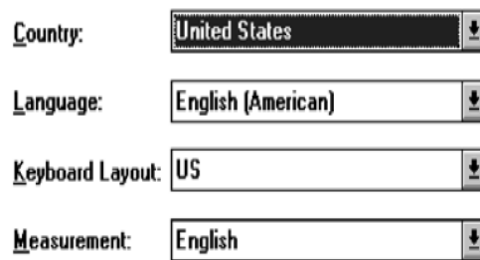 Country: United States
Language: English (American)
Keyboard Layout: US
Measurement: English